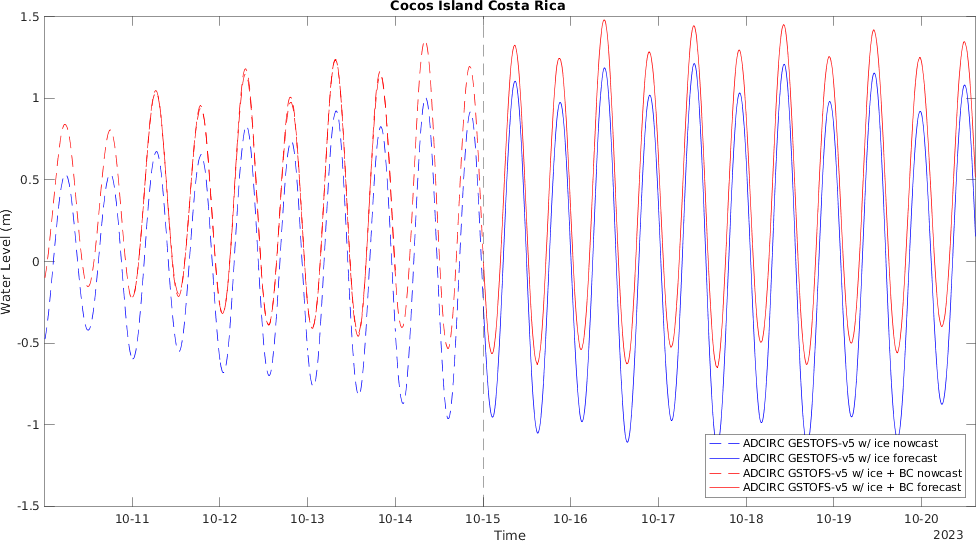 Cocos Island Costa Rica
1.5
1
0.5
0
-0.5
-1
-1.5
Water Level (m)
10-11
10-12
10-13
10-14
10-15
10-16
10-17
10-18
10-19
10-20
Time
2023
ADCIRC GESTOFS-v5 w/ ice nowcast
ADCIRC GESTOFS-v5 w/ ice forecast
ADCIRC GSTOFS-v5 w/ ice + BC nowcast
ADCIRC GSTOFS-v5 w/ ice + BC forecast